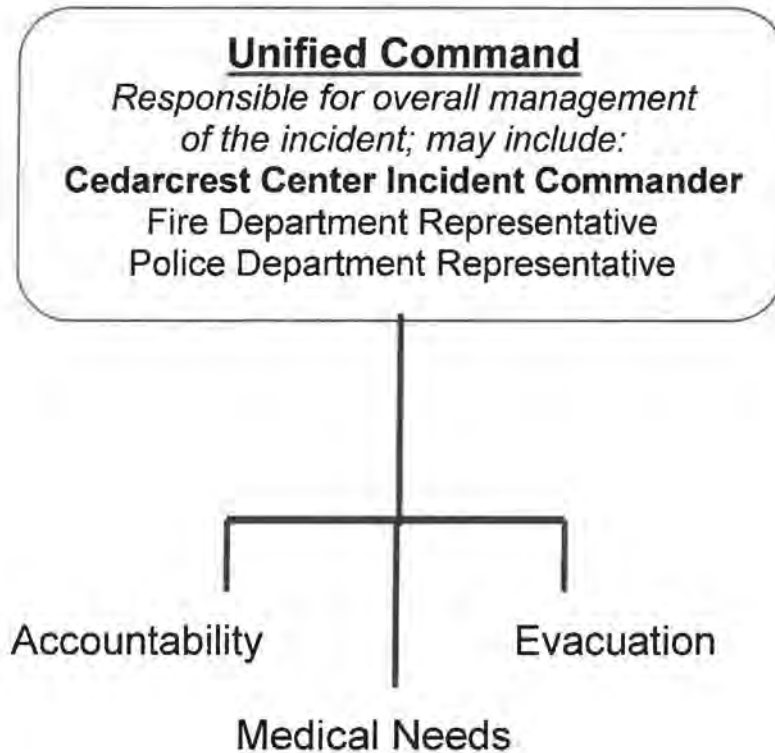 Unified Command
Responsible for overall management
of the incident; may include:
Cedarcrest Center Incident Commander
Fire Department Representative
Police Department Representative
Accountability
Evacuation
Medical Needs